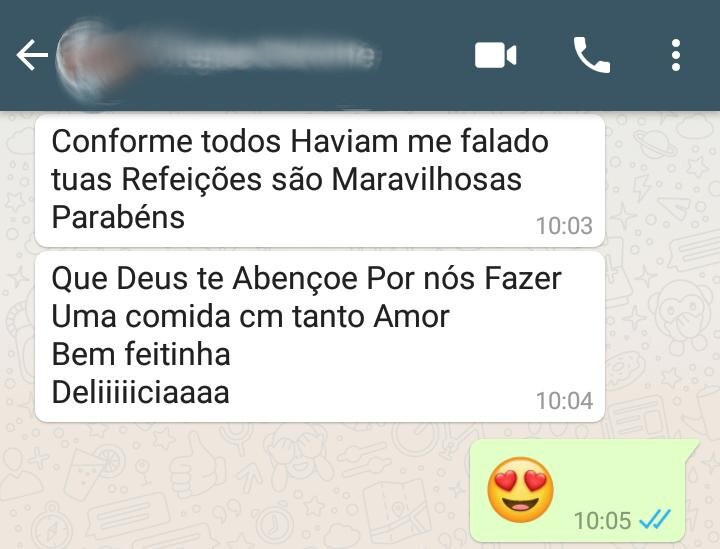 Conforme todos Haviam me falado
tuas Refeições são Maravilhosas
Parabéns
10:03
Que Deus te Abençoe Por nós Fazer
Uma comida cm tanto Amor
Bem feitinha
Deliiiiiciaaaa
10:04
10:05